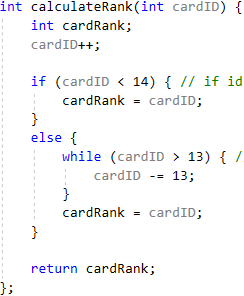 int calculateRank(int cardID) {
int cardRank;
cardID++;
if (cardID < 14) { // if id
cardRank = cardID;
}
else {
while (cardID > 13) { /
cardID -= 13;
}
cardRank = cardID;
}
return cardRank;
};